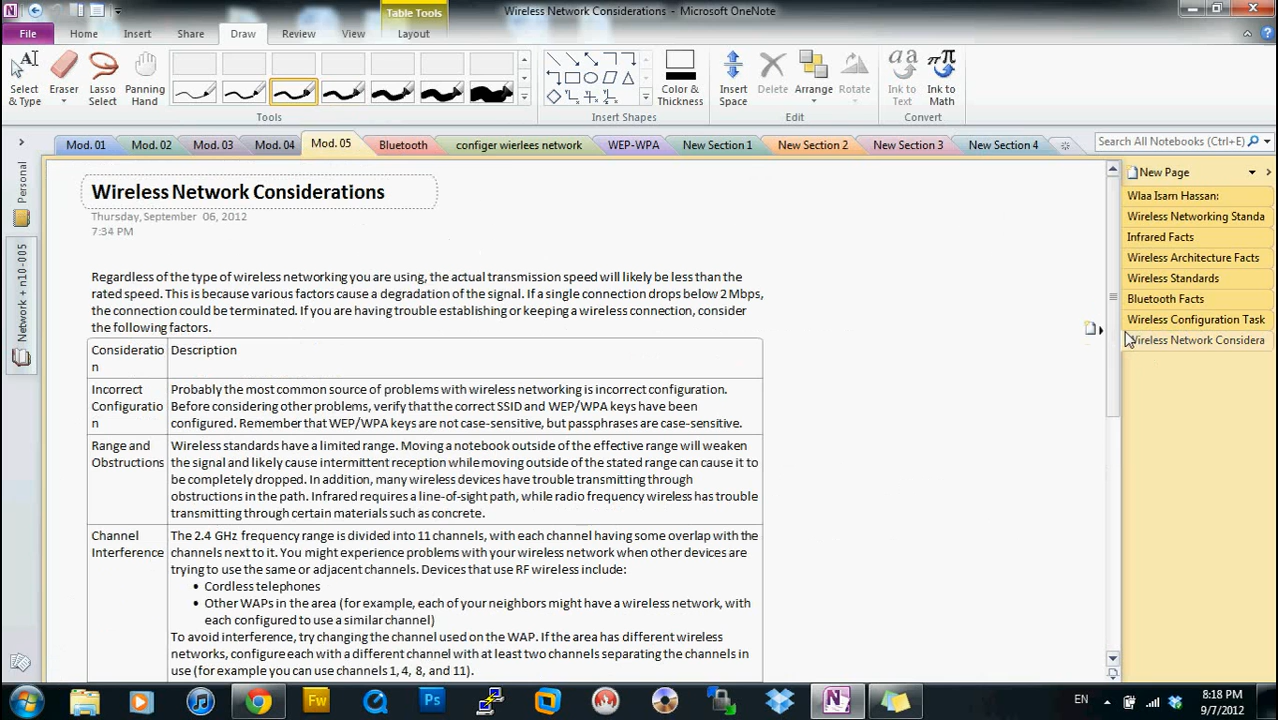 Wireless Network Considerations - Microsoft OneNote
Table Tools
File
Home
Insert
Share
Draw
Review
View
Layout
Select & Type
Eraser
Lasso Select
Panning Hand
Color & Thickness
Insert Space
Delete
Arrange
Rotate
Ink to Text
Ink to Math
Tools
Insert Shapes
Edit
Convert
Mod. 01
Mod. 02
Mod. 03
Mod. 04
Mod. 05
Bluetooth
configer wierlees network
WEP-WPA
New Section 1
New Section 2
New Section 3
New Section 4
Search All Notebooks (Ctrl+E)
Personal
Network + n10-005
Wireless Network Considerations
Thursday, September 06, 2012
7:34 PM
Regardless of the type of wireless networking you are using, the actual transmission speed will likely be less than the
rated speed. This is because various factors cause a degradation of the signal. If a single connection drops below 2 Mbps,
the connection could be terminated. If you are having trouble establishing or keeping a wireless connection, consider
the following factors.
Consideratio
n
Description
Incorrect
Configuratio
n
Probably the most common source of problems with wireless networking is incorrect configuration.
Before considering other problems, verify that the correct SSID and WEP/WPA keys have been
configured. Remember that WEP/WPA keys are not case-sensitive, but passphrases are case-sensitive.
Range and
Obstructions
Wireless standards have a limited range. Moving a notebook outside of the effective range will weaken
the signal and likely cause intermittent reception while moving outside of the stated range can cause it to
be completely dropped. In addition, many wireless devices have trouble transmitting through
obstructions in the path. Infrared requires a line-of-sight path, while radio frequency wireless has trouble
transmitting through certain materials such as concrete.
Channel
Interference
The 2.4 GHz frequency range is divided into 11 channels, with each channel having some overlap with the
channels next to it. You might experience problems with your wireless network when other devices are
trying to use the same or adjacent channels. Devices that use RF wireless include:
• Cordless telephones
• Other WAPs in the area (for example, each of your neighbors might have a wireless network, with
each configured to use a similar channel)
To avoid interference, try changing the channel used on the WAP. If the area has different wireless
networks, configure each with a different channel with at least two channels separating the channels in
use (for example you can use channels 1, 4, 8, and 11).
New Page
Wlaa Isam Hassan:
Wireless Networking Standa
Infrared Facts
Wireless Architecture Facts
Wireless Standards
Bluetooth Facts
Wireless Configuration Task
Wireless Network Considera
Fw
Ps
EN
8:18 PM
9/7/2012